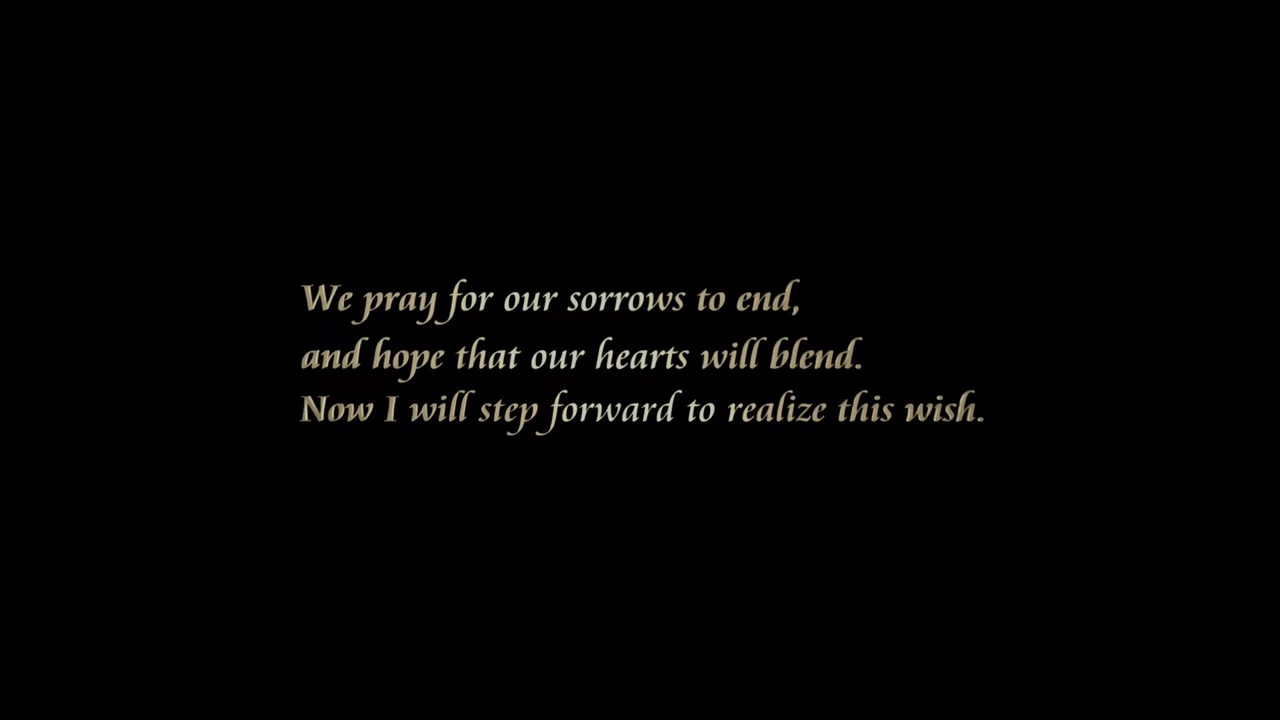 We pray for our sorrows to end,
and hope that our hearts will blend.
Now I will step forward to realize this wish.